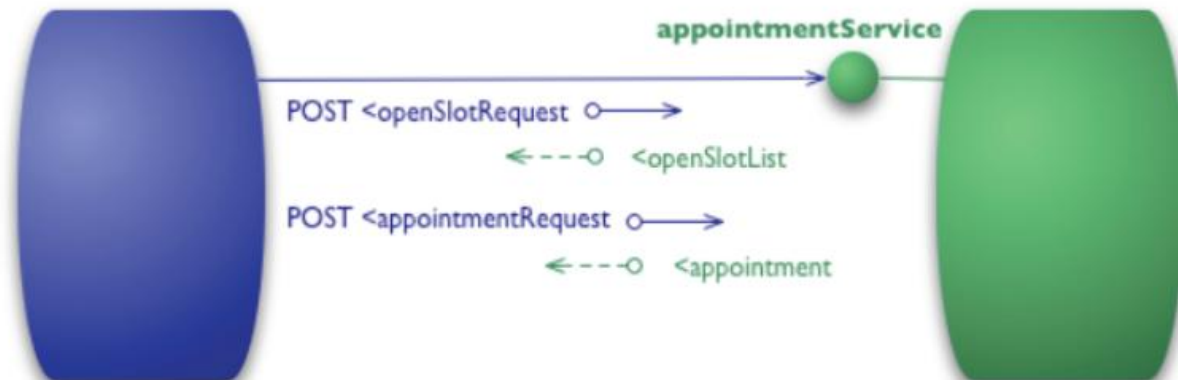 appointmentService
POST <openSlotRequest
<openSlotList
POST <appointmentRequest
<appointment